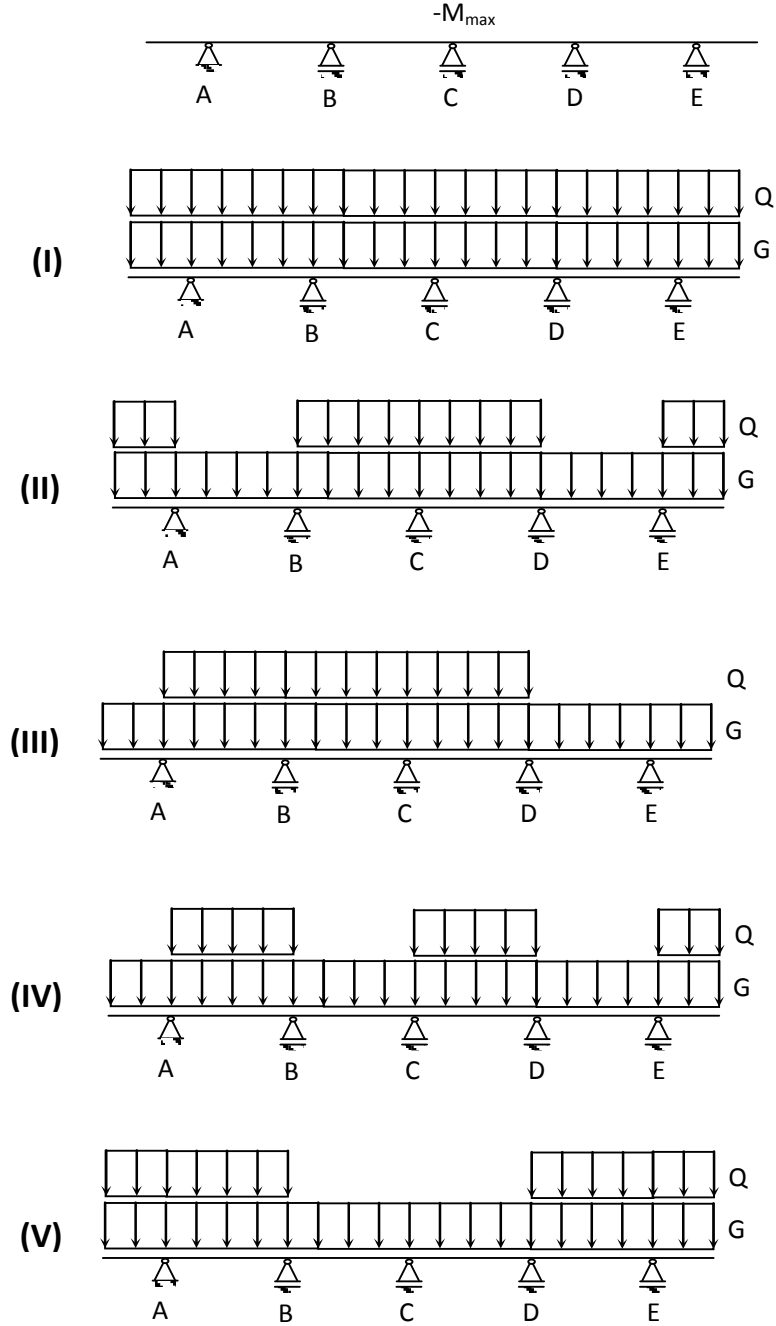 -Mmax
A B C D E
Q
G
(I)
A B C D E
Q
G
(II)
A B C D E
Q
G
(III)
A B C D E
Q
G
(IV)
A B C D E
Q
G
(V)
A B C D E